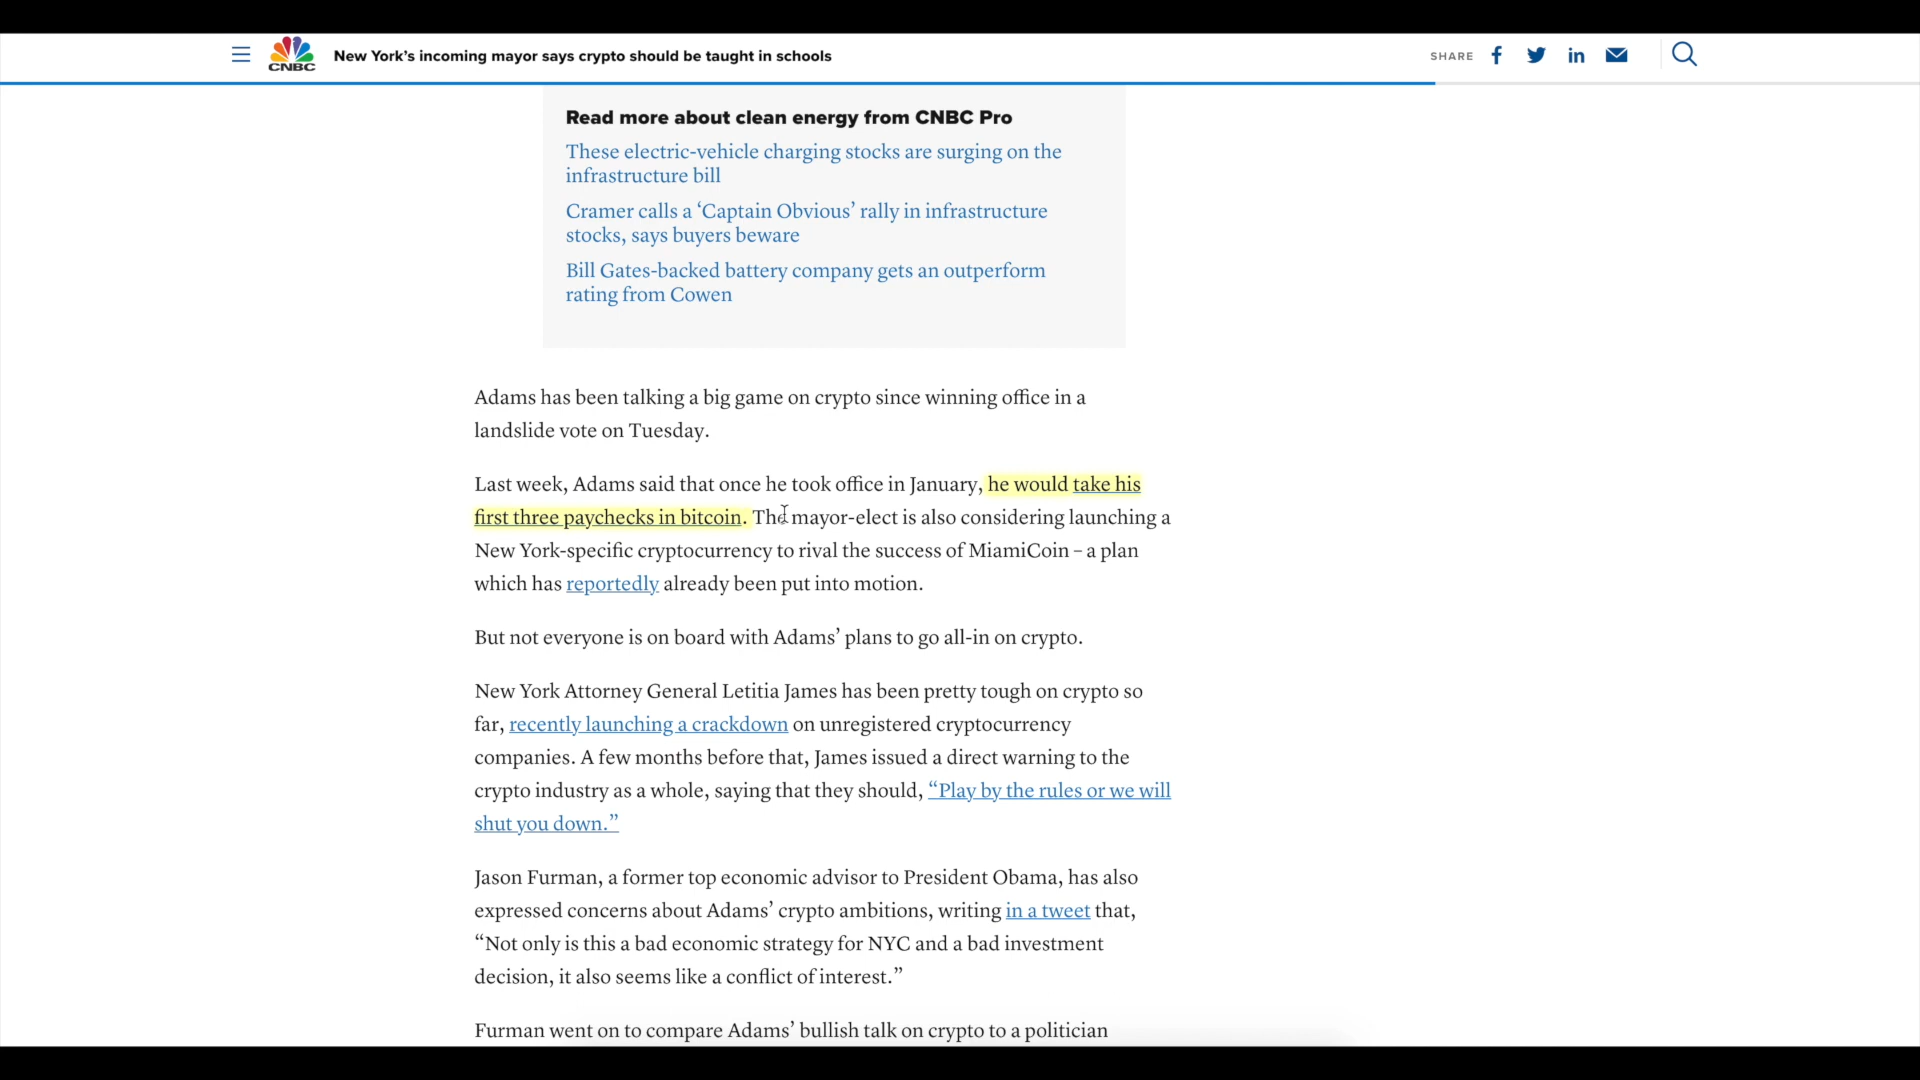 CNBC
New York’s incoming mayor says crypto should be taught in schools
SHARE
Read more about clean energy from CNBC Pro
These electric-vehicle charging stocks are surging on the
infrastructure bill
Cramer calls a ‘Captain Obvious’ rally in infrastructure
stocks, says buyers beware
Bill Gates-backed battery company gets an outperform
rating from Cowen
Adams has been talking a big game on crypto since winning office in a
landslide vote on Tuesday.
Last week, Adams said that once he took office in January, he would take his
first three paychecks in bitcoin. The mayor-elect is also considering launching a
New York-specific cryptocurrency to rival the success of MiamiCoin – a plan
which has reportedly already been put into motion.
But not everyone is on board with Adams’ plans to go all-in on crypto.
New York Attorney General Letitia James has been pretty tough on crypto so
far, recently launching a crackdown on unregistered cryptocurrency
companies. A few months before that, James issued a direct warning to the
crypto industry as a whole, saying that they should, “Play by the rules or we will
shut you down.”
Jason Furman, a former top economic advisor to President Obama, has also
expressed concerns about Adams’ crypto ambitions, writing in a tweet that,
“Not only is this a bad economic strategy for NYC and a bad investment
decision, it also seems like a conflict of interest.”
Furman went on to compare Adams’ bullish talk on crypto to a politician